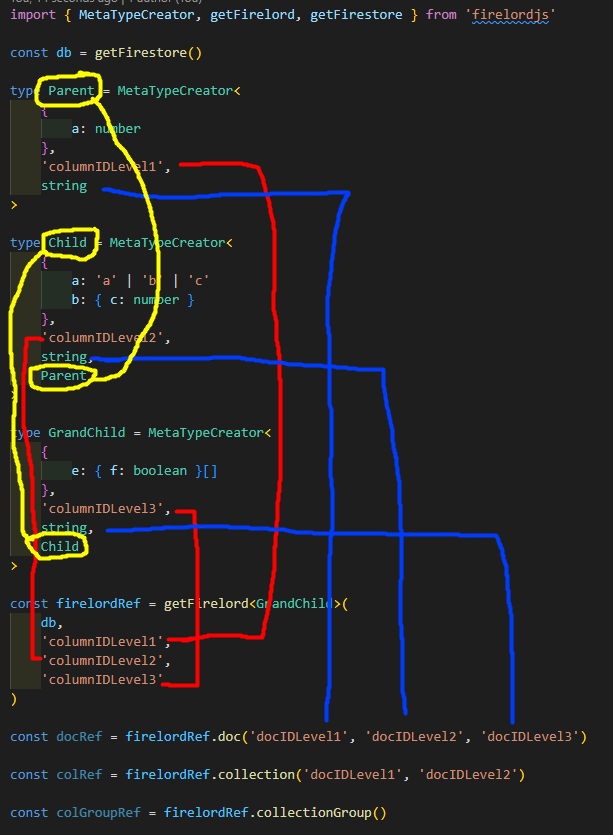 import { MetaTypeCreator, getFirelord, getFirestore } from 'firelordjs'
const db = getFirestore()
type Parent = MetaTypeCreator<
{
a: number
},
'columnIDLevel1',
string
>
type Child = MetaTypeCreator<
{
a: 'a' | 'b' | 'c'
b: { c: number }
},
'columnIDLevel2',
string,
Parent
>
type GrandChild = MetaTypeCreator<
{
e: { f: boolean }[]
},
'columnIDLevel3',
string,
Child
>
const firelordRef = getFirelord<GrandChild>(
db,
'columnIDLevel1',
'columnIDLevel2',
'columnIDLevel3'
)
const docRef = firelordRef.doc('docIDLevel1', 'docIDLevel2', 'docIDLevel3')
const colRef = firelordRef.collection('docIDLevel1', 'docIDLevel2')
const colGroupRef = firelordRef.collectionGroup()